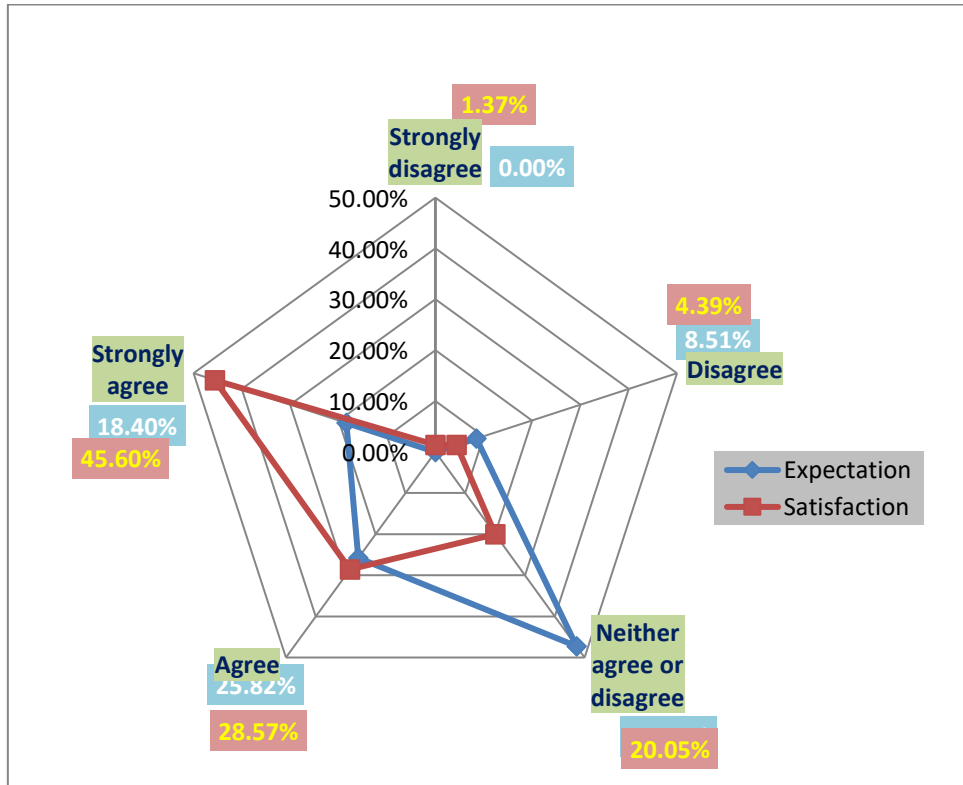 1.37%
Strongly
disagree
0.00%
50.00%
40.00%
30.00%
20.00%
10.00%
0.00%
4.39%
8.51%
Disagree
Strongly
agree
18.40%
45.60%
Expectation
Satisfaction
Neither
agree or
disagree
20.05%
Agree
25.82%
28.57%